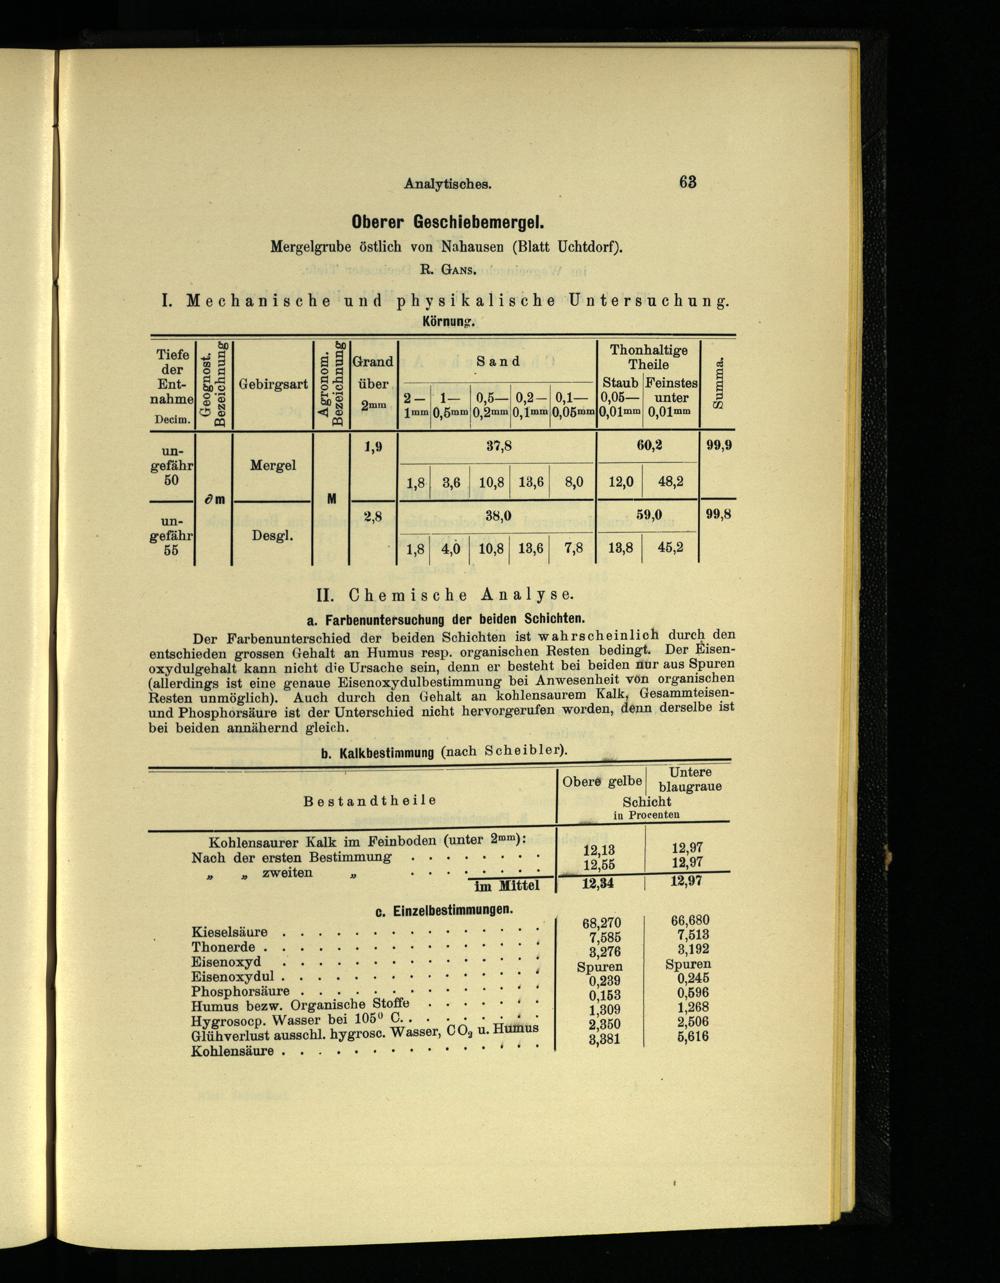 Analytisches. 63
Oberer Geschiebemergel.
Mergelgrube östlich von Nahausen (Blatt Uchtdorf).
R. Gans.
I. Mechanische und physikalische Untersuchung.
Körnung.
Tiefe der Entnahme Decim. | Geognost. Bezeichnung | Gebirgsart | Agronom. Bezeichnung | Grand über 2mm | Sand | Thonhaltige Theile | Summa.
2— 1mm | 1— 0,5mm | 0,5— 0,2mm | 0,2— 0,1mm | 0,1— 0,05mm | Staub 0,05— 0,01mm | Feinstes unter 0,01mm
ungefähr 50 | ∂m | Mergel | M | 1,9 | 37,8 | 60,2 | 99,9
1,8 | 3,6 | 10,8 | 13,6 | 8,0 | 12,0 | 48,2
ungefähr 55 | Desgl. | 2,8 | 38,0 | 59,0 | 99,8
1,8 | 4,0 | 10,8 | 13,6 | 7,8 | 13,8 | 45,2
II. Chemische Analyse.
a. Farbenuntersuchung der beiden Schichten.
Der Farbenunterschied der beiden Schichten ist wahrscheinlich durch den
entschieden grossen Gehalt an Humus resp. organischen Resten bedingt. Der Eisen-
oxydulgehalt kann nicht die Ursache sein, denn er besteht bei beiden nur aus Spuren
(allerdings ist eine genaue Eisenoxydulbestimmung bei Anwesenheit von organischen
Resten unmöglich). Auch durch den Gehalt an kohlensaurem Kalk, Gesammteisen-
und Phosphorsäure ist der Unterschied nicht hervorgerufen worden, denn derselbe ist
bei beiden annähernd gleich.
b. Kalkbestimmung (nach Scheibler).
Bestandtheile | Obere gelbe | Untere blaugraue
Schicht
in Procenten
Kohlensaurer Kalk im Feinboden (unter 2mm):
Nach der ersten Bestimmung . . . . . . . . 12,13 | 12,97
„ „ zweiten „ . . . . . . . . 12,55 | 12,97
im Mittel 12,34 | 12,97
c. Einzelbestimmungen.
Kieselsäure . . . . . . . . . . . . . . . 68,270 | 66,680
Thonerde . . . . . . . . . . . . . . . . 7,585 | 7,513
Eisenoxyd . . . . . . . . . . . . . . . 3,276 | 3,192
Eisenoxydul . . . . . . . . . . . . . . . Spuren | Spuren
Phosphorsäure . . . . . . . . . . . . . . 0,239 | 0,245
Humus bezw. Organische Stoffe . . . . . . . 0,153 | 0,596
Hygrosocp. Wasser bei 105⁰ C. . . . . . . . . 1,309 | 1,268
Glühverlust ausschl. hygrosc. Wasser, CO₂ u. Humus 2,350 | 2,506
Kohlensäure . . . . . . . . . . . . . . . 3,381 | 5,616